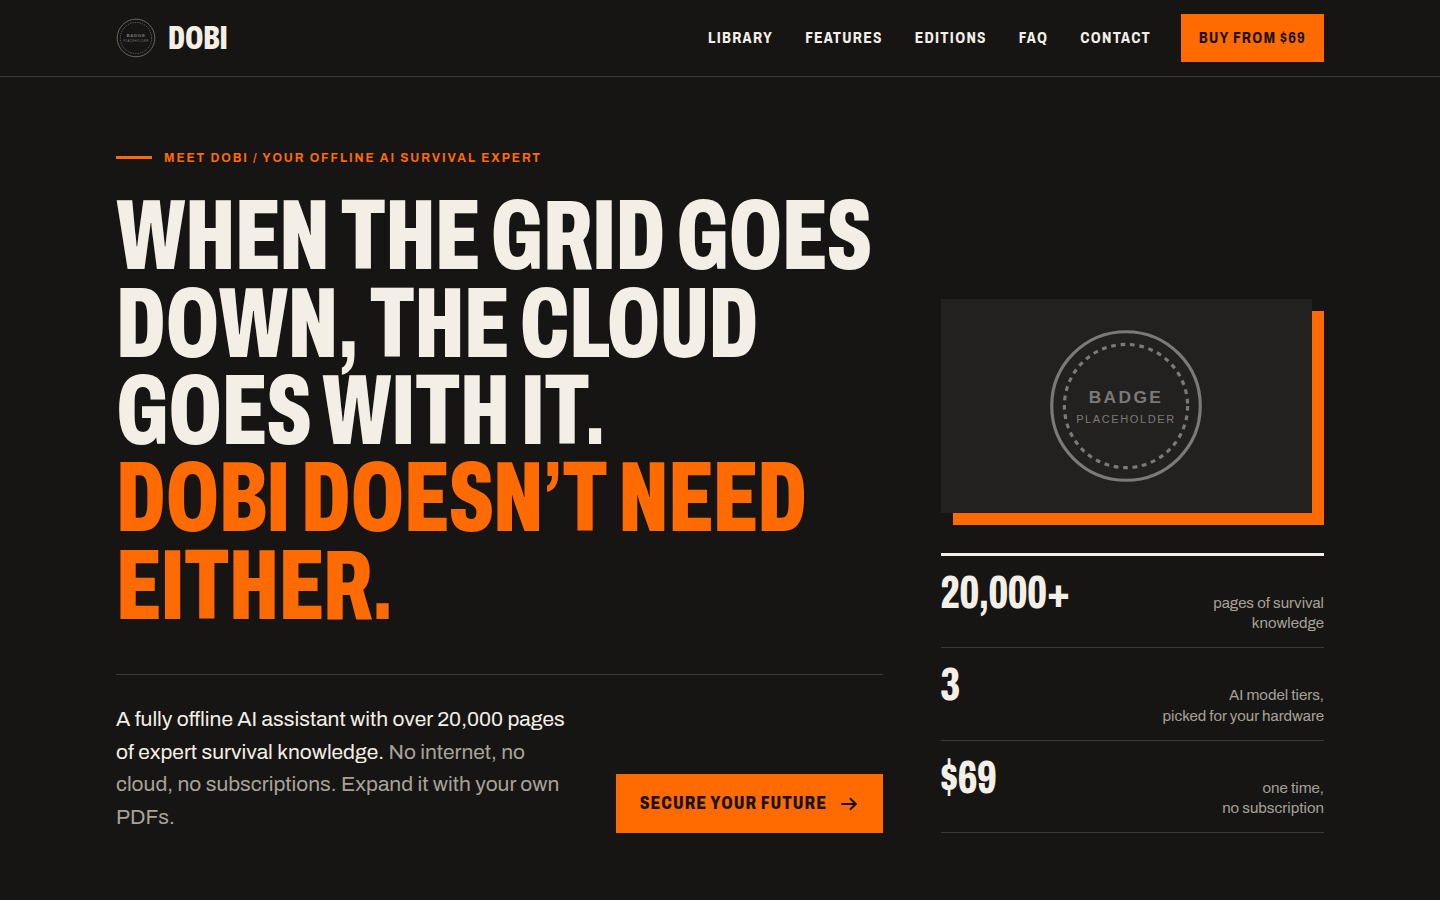 BADGE
PLACEHOLDER
DOBI
LIBRARY
FEATURES
EDITIONS
FAQ
CONTACT
BUY FROM $69
MEET DOBI / YOUR OFFLINE AI SURVIVAL EXPERT
WHEN THE GRID GOES
DOWN, THE CLOUD
GOES WITH IT.
DOBI DOESN’T NEED
EITHER.
A fully offline AI assistant with over 20,000 pages
of expert survival knowledge. No internet, no
cloud, no subscriptions. Expand it with your own
PDFs.
SECURE YOUR FUTURE
BADGE
PLACEHOLDER
20,000+
pages of survival
knowledge
3
AI model tiers,
picked for your hardware
$69
one time,
no subscription